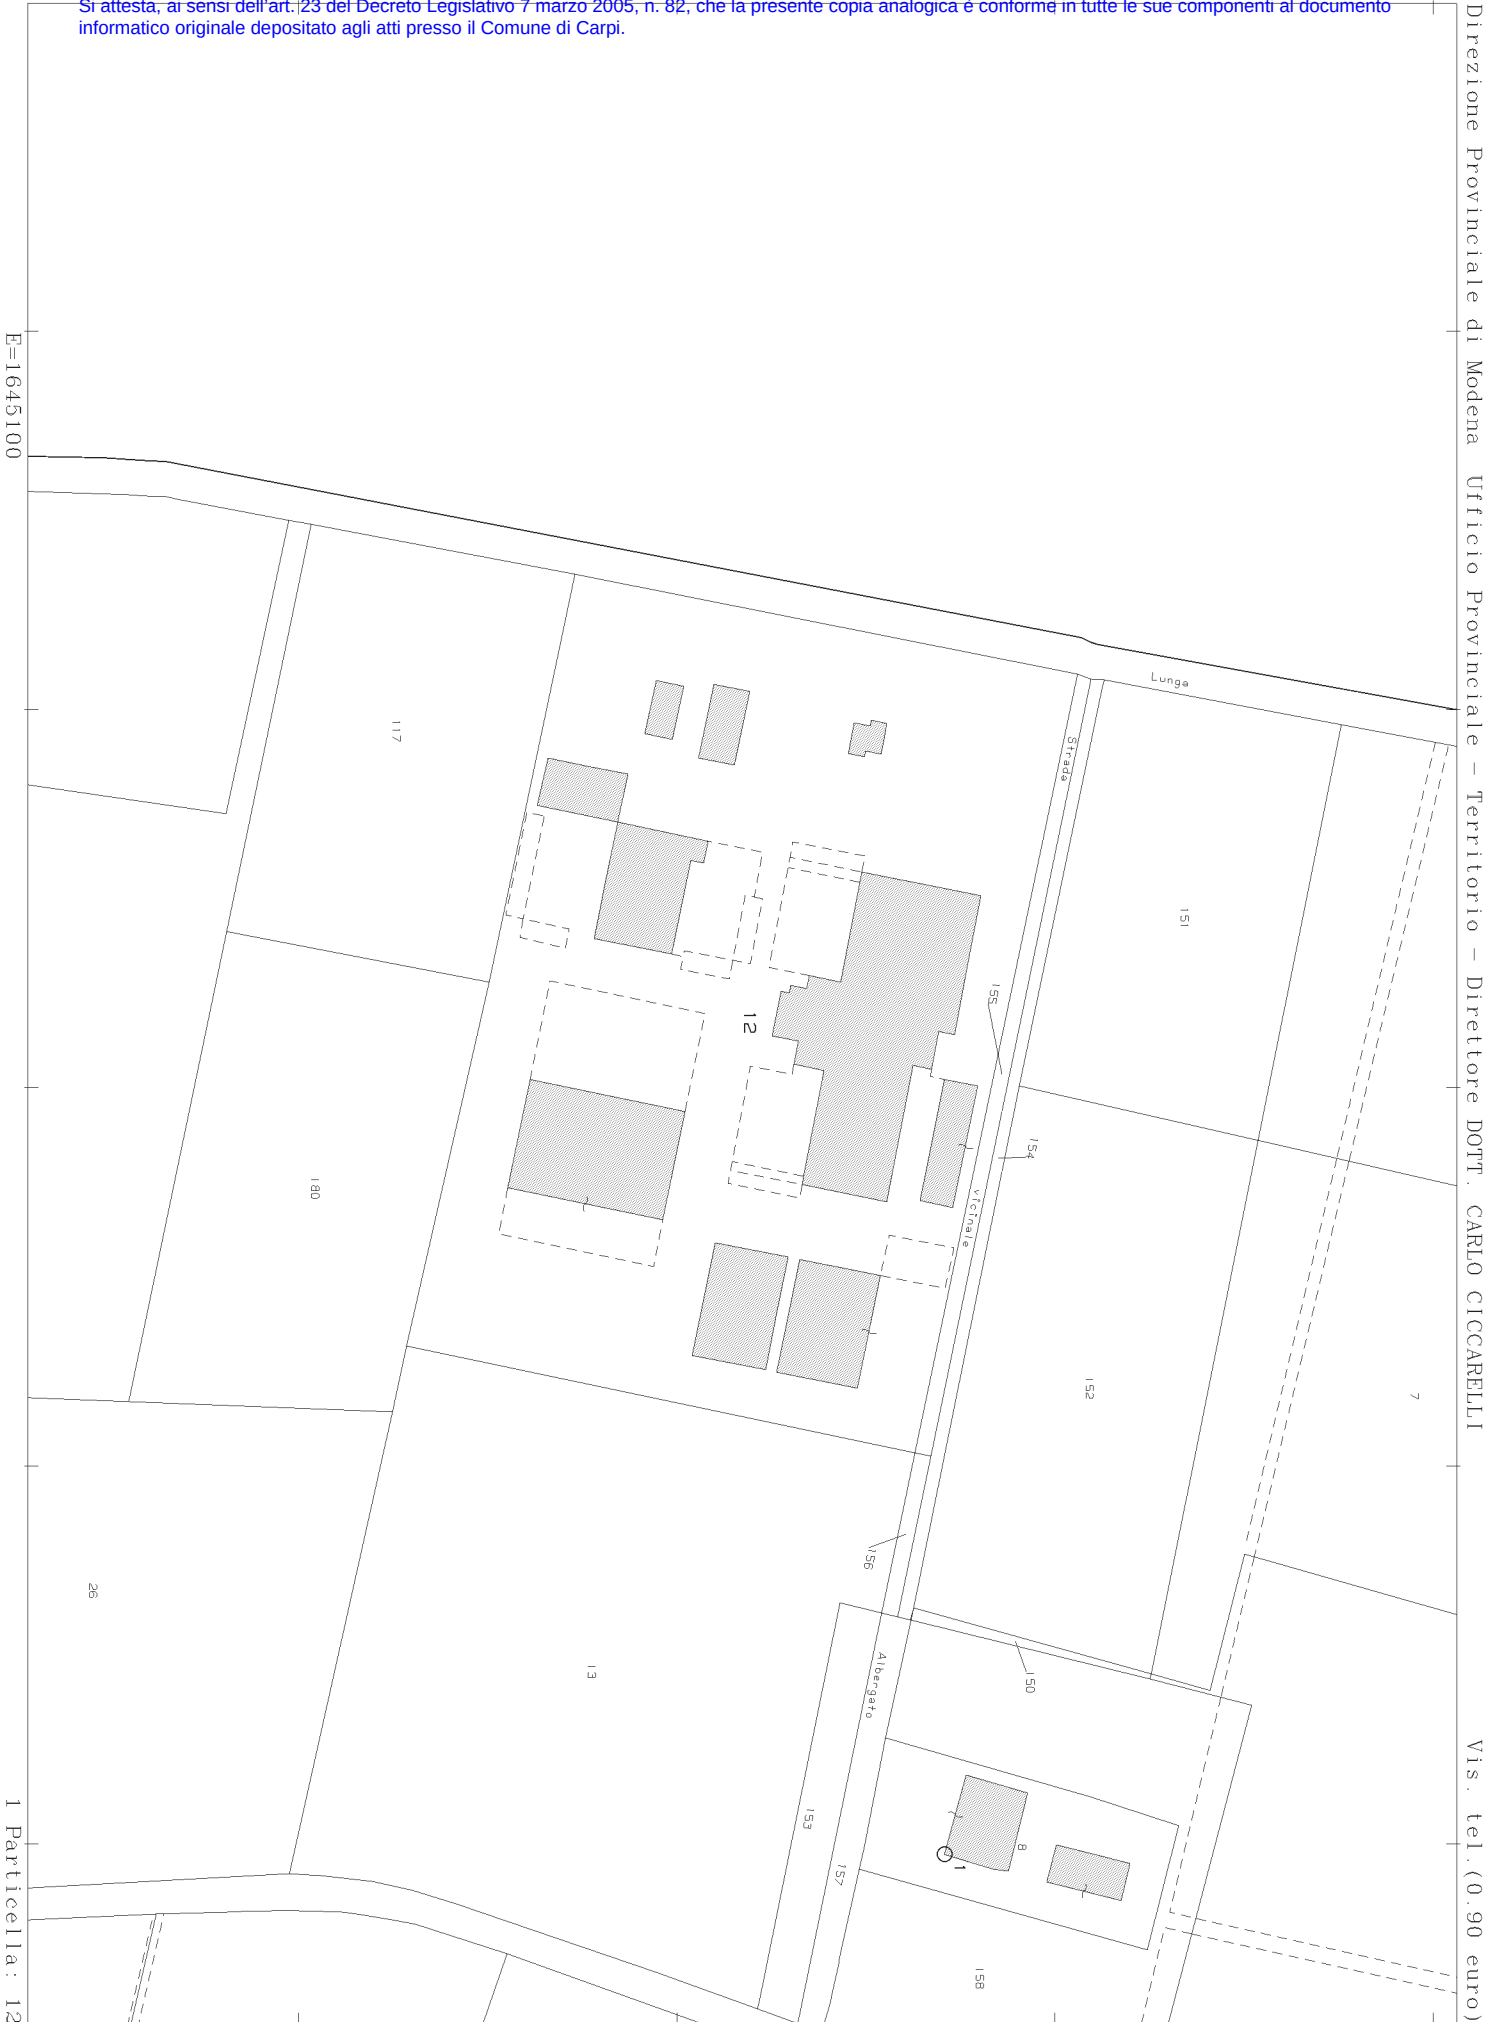 Si attesta, ai sensi dell'art. 23 del Decreto Legislativo 7 marzo 2005, n. 82, che la presente copia analogica è conforme in tutte le sue componenti al documento
informatico originale depositato agli atti presso il Comune di Carpi.
Direzione Provinciale di Modena Ufficio Provinciale - Territorio - Direttore DOTT. CARLO CICCARELLI
Vis. tel. (0.90 euro)
E=1645100
1 Particella: 12
Lunga
Strada
vicinale
Albergato
117
151
155
12
154
180
152
7
156
26
13
150
153
157
8
1
158